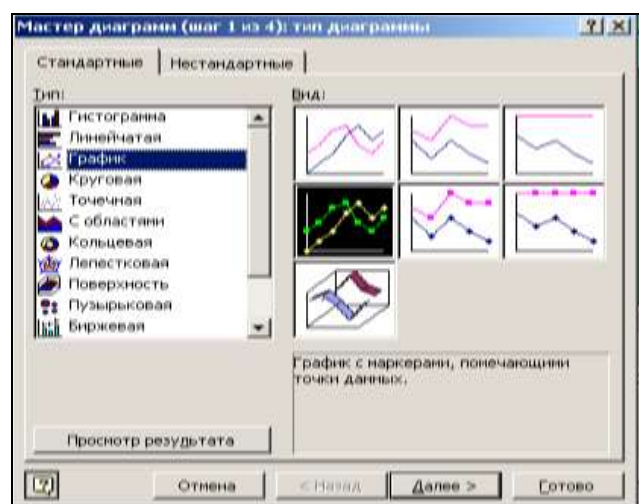 Мастер диаграмм (шаг 1 из 4): тип диаграммы
Стандартные
Нестандартные
Тип:
Гистограмма
Линейчатая
График
Круговая
Точечная
С областями
Кольцевая
Лепестковая
Поверхность
Пузырьковая
Биржевая
Вид:
График с маркерами, помечающими
точки данных.
Просмотр результата
Отмена
< Назад
Далее >
Готово